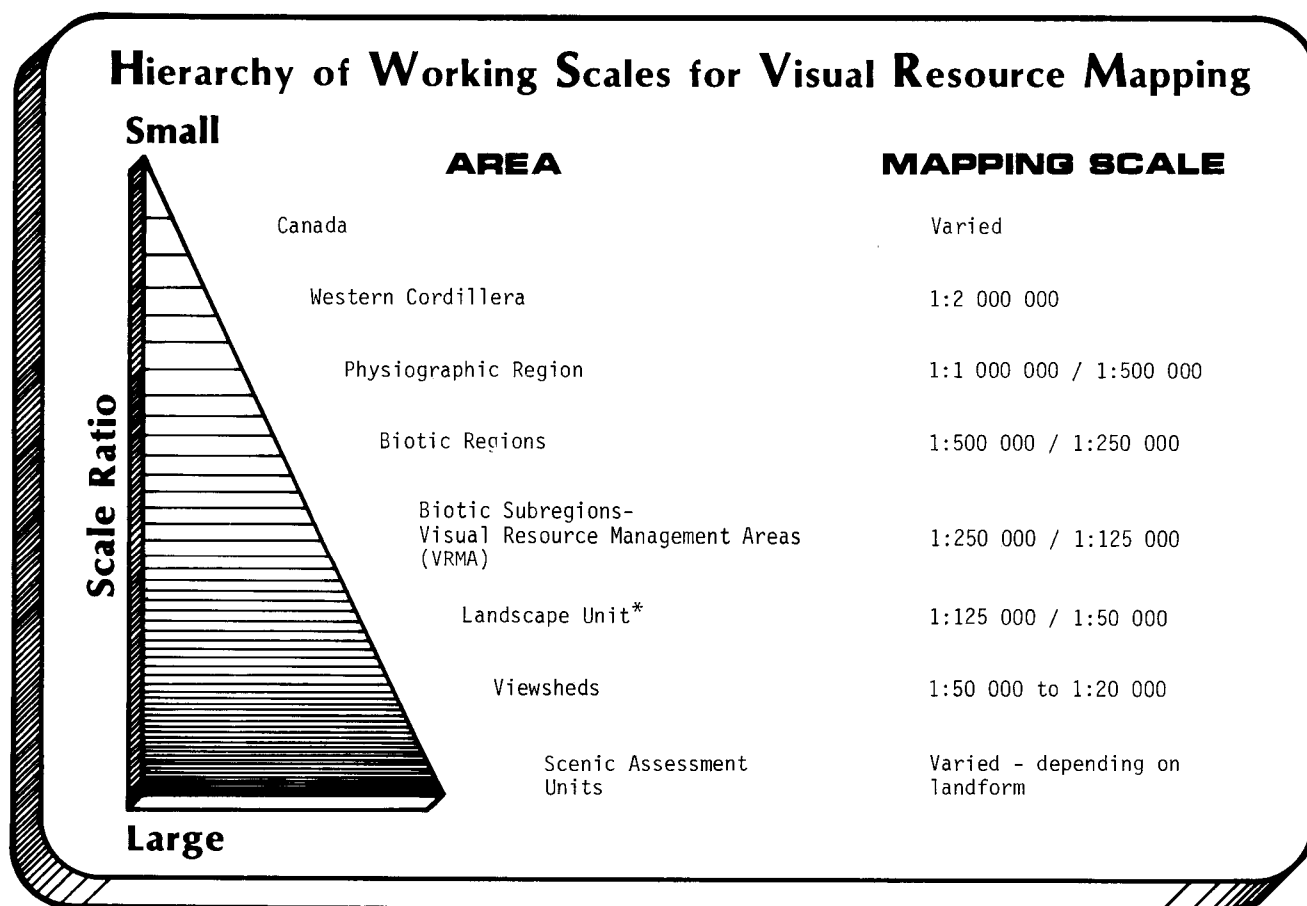 Hierarchy of Working Scales for Visual Resource Mapping
Small
AREA MAPPING SCALE
Canada Varied
Western Cordillera 1:2 000 000
Physiographic Region 1:1 000 000 / 1:500 000
Biotic Regions 1:500 000 / 1:250 000
Biotic Subregions-
Visual Resource Management Areas 1:250 000 / 1:125 000
(VRMA)
Landscape Unit* 1:125 000 / 1:50 000
Viewsheds 1:50 000 to 1:20 000
Scenic Assessment Varied - depending on
Units landform
Scale Ratio
Large